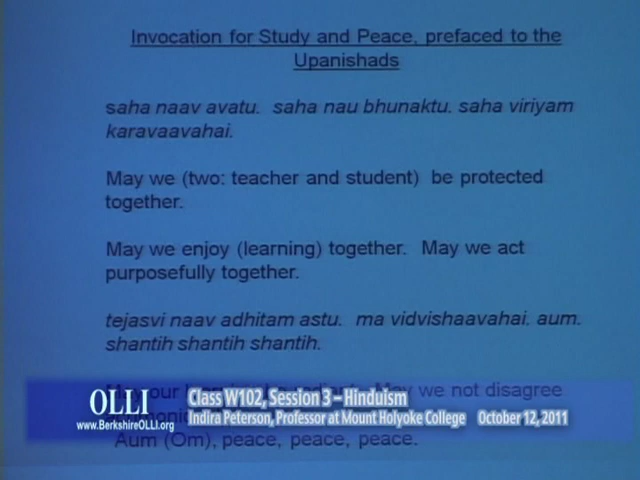 Invocation for Study and Peace, prefaced to the
Upanishads
saha naav avatu. saha nau bhunaktu. saha viriyam
karavaavahai.
May we (two: teacher and student) be protected
together.
May we enjoy (learning) together. May we act
purposefully together.
tejasvi naav adhitam astu. ma vidvishaavahai. aum.
shantih shantih shantih.
May our May we not disagree
Aum (Om), peace, peace, peace.
OLLI
www.BerkshireOLLI.org
Class W102, Session 3 – Hinduism
Indira Peterson, Professor at Mount Holyoke College October 12, 2011